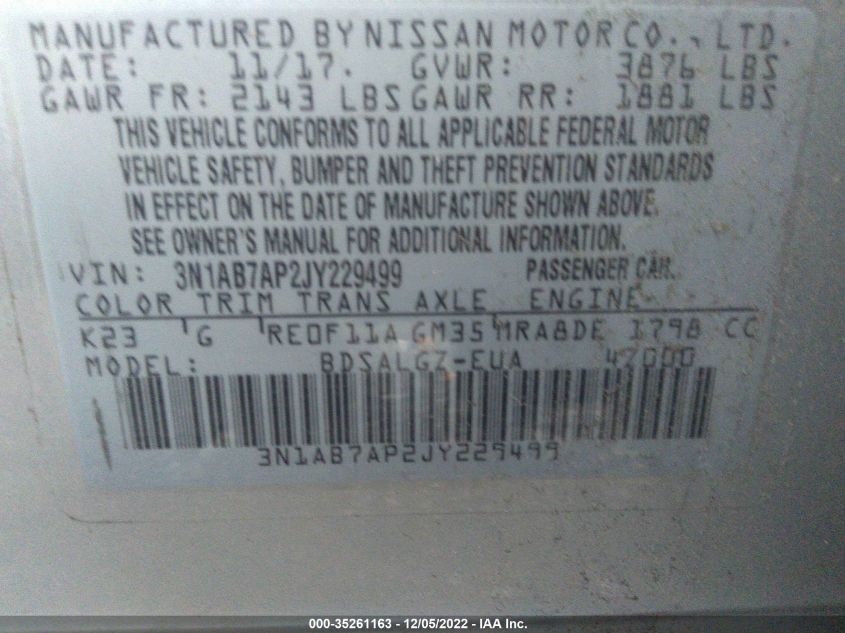 MANUFACTURED BY NISSAN MOTOR CO., LTD.
DATE: 11/17. GVWR: 3876 LBS
GAWR FR: 2143 LBS GAWR RR: 1881 LBS
THIS VEHICLE CONFORMS TO ALL APPLICABLE FEDERAL MOTOR
VEHICLE SAFETY, BUMPER AND THEFT PREVENTION STANDARDS
IN EFFECT ON THE DATE OF MANUFACTURE SHOWN ABOVE.
SEE OWNER'S MANUAL FOR ADDITIONAL INFORMATION.
VIN: 3N1AB7AP2JY229499 PASSENGER CAR.
COLOR TRIM TRANS AXLE ENGINE
K23 G RE0F11A GM35 MRA8DE 1798 CC
MODEL: BDSALGZ-EUA 47000
3N1AB7AP2JY229499
000-35261163 - 12/05/2022 - IAA Inc.